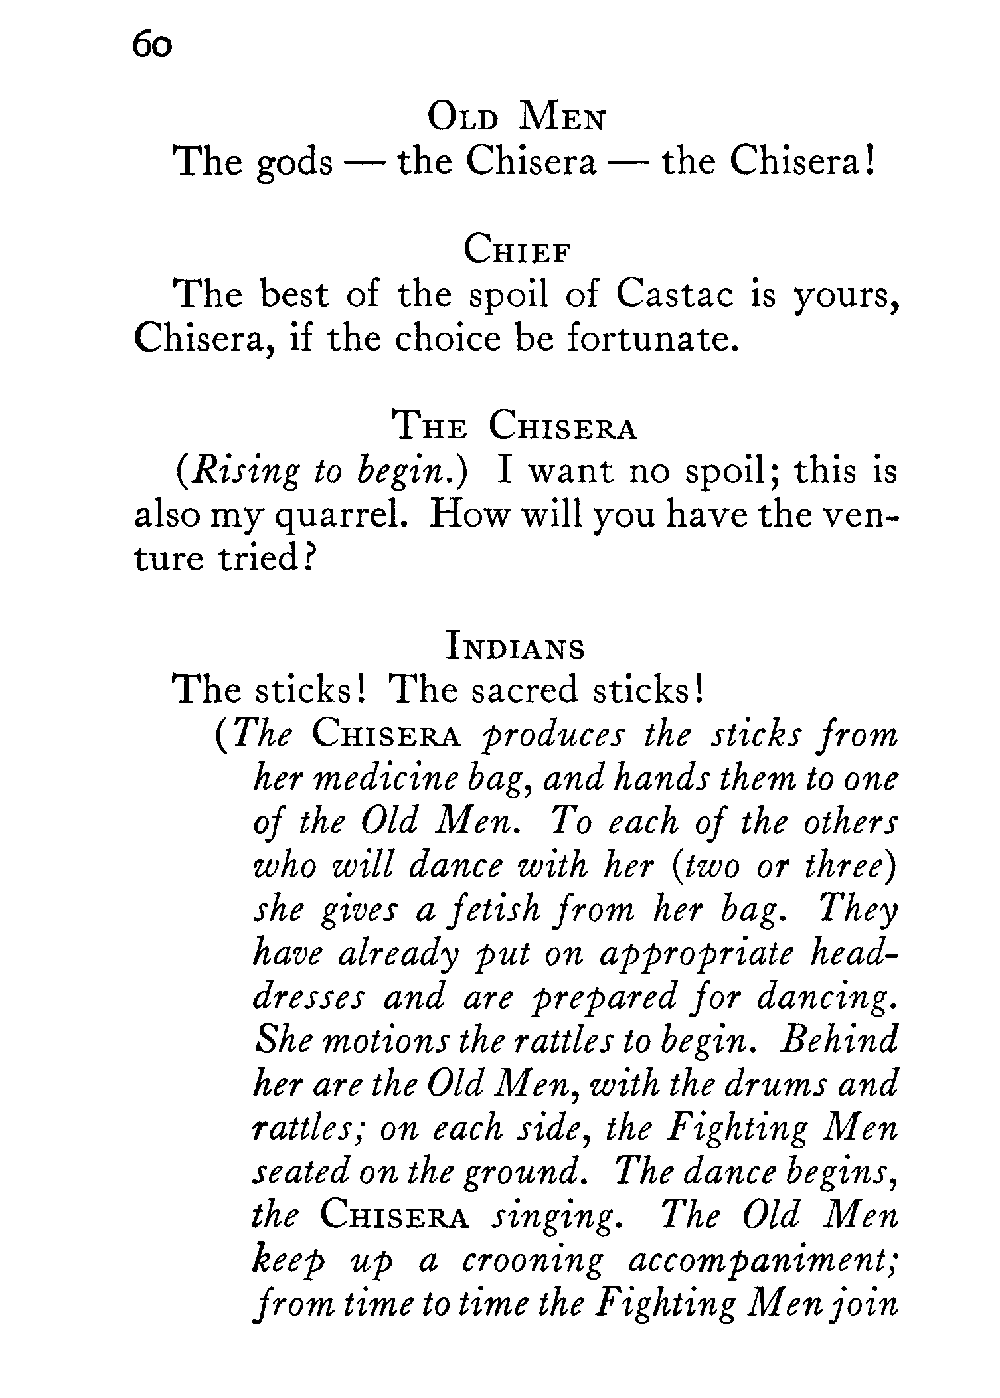 60
Old Men
The gods — the Chisera — the Chisera!
Chief
The best of the spoil of Castac is yours,
Chisera, if the choice be fortunate.
The Chisera
(Rising to begin.) I want no spoil; this is
also my quarrel. How will you have the ven-
ture tried?
Indians
The sticks! The sacred sticks!
(The Chisera produces the sticks from
her medicine bag, and hands them to one
of the Old Men. To each of the others
who will dance with her (two or three)
she gives a fetish from her bag. They
have already put on appropriate head-
dresses and are prepared for dancing.
She motions the rattles to begin. Behind
her are the Old Men, with the drums and
rattles; on each side, the Fighting Men
seated on the ground. The dance begins,
the Chisera singing. The Old Men
keep up a crooning accompaniment;
from time to time the Fighting Men join